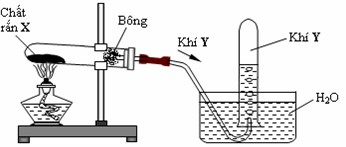 Chất
rắn X
Bông
Khí Y
Khí Y
H₂O